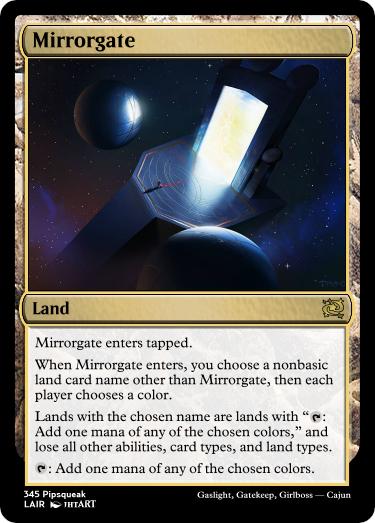 Mirrorgate
Land
Mirrorgate enters tapped.
When Mirrorgate enters, you choose a nonbasic
land card name other than Mirrorgate, then each
player chooses a color.
Lands with the chosen name are lands with “:
Add one mana of any of the chosen colors,” and
lose all other abilities, card types, and land types.
: Add one mana of any of the chosen colors.
345 Pipsqueak
Gaslight, Gatekeep, Girlboss — Cajun
LAIR THTART